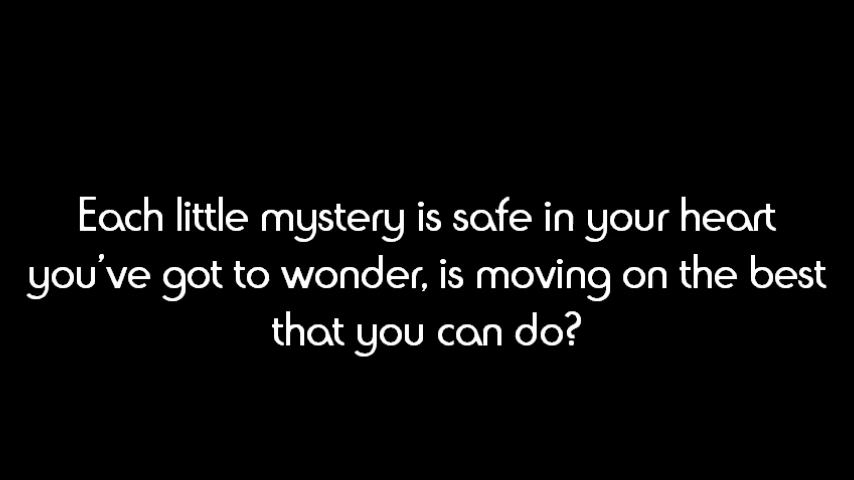 Each little mystery is safe in your heart
you've got to wonder, is moving on the best
that you can do?